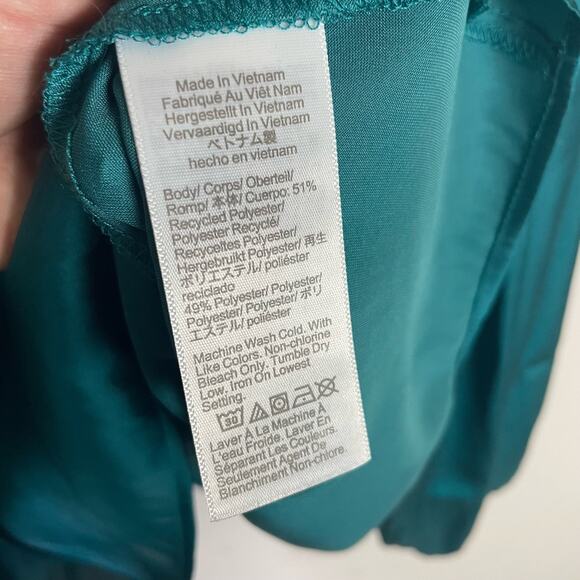 Made In Vietnam
Fabriqué Au Viêt Nam
Hergestellt In Vietnam
Vervaardigd In Vietnam
ベトナム製
hecho en vietnam
Body/ Corps/ Oberteil/
Romp/ 本体/ Cuerpo: 51%
Recycled Polyester/
Polyester Recyclé/
Recyceltes Polyester/
Hergebruikt Polyester/ 再生
ポリエステル/ poliéster
reciclado
49% Polyester/ Polyester/
Polyester/ Polyester/ ポリ
エステル/ poliéster
Machine Wash Cold. With
Like Colors. Non-chlorine
Bleach Only. Tumble Dry
Low, Iron On Lowest
Setting.
30
Laver À La Machine À
L'eau Froide. Laver En
Séparant Les Couleurs.
Seulement Agent De
Blanchiment Non-chlore.